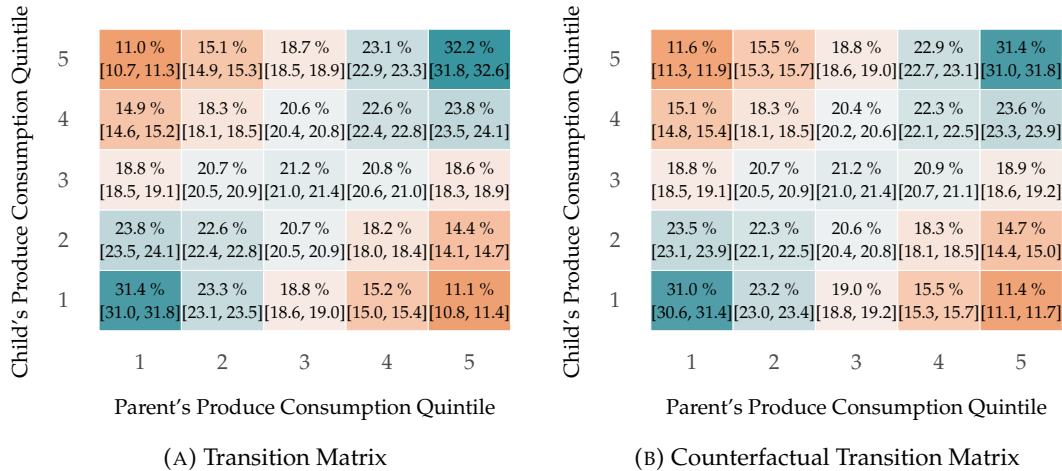 Child's Produce Consumption Quintile
5
11.0 % 15.1 % 18.7 % 23.1 % 32.2 %
[10.7, 11.3] [14.9, 15.3] [18.5, 18.9] [22.9, 23.3] [31.8, 32.6]
4
14.9 % 18.3 % 20.6 % 22.6 % 23.8 %
[14.6, 15.2] [18.1, 18.5] [20.4, 20.8] [22.4, 22.8] [23.5, 24.1]
3
18.8 % 20.7 % 21.2 % 20.8 % 18.6 %
[18.5, 19.1] [20.5, 20.9] [21.0, 21.4] [20.6, 21.0] [18.3, 18.9]
2
23.8 % 22.6 % 20.7 % 18.2 % 14.4 %
[23.5, 24.1] [22.4, 22.8] [20.5, 20.9] [18.0, 18.4] [14.1, 14.7]
1
31.4 % 23.3 % 18.8 % 15.2 % 11.1 %
[31.0, 31.8] [23.1, 23.5] [18.6, 19.0] [15.0, 15.4] [10.8, 11.4]
1 2 3 4 5
Parent's Produce Consumption Quintile
(A) Transition Matrix
Child's Produce Consumption Quintile
5
11.6 % 15.5 % 18.8 % 22.9 % 31.4 %
[11.3, 11.9] [15.3, 15.7] [18.6, 19.0] [22.7, 23.1] [31.0, 31.8]
4
15.1 % 18.3 % 20.4 % 22.3 % 23.6 %
[14.8, 15.4] [18.1, 18.5] [20.2, 20.6] [22.1, 22.5] [23.3, 23.9]
3
18.8 % 20.7 % 21.2 % 20.9 % 18.9 %
[18.5, 19.1] [20.5, 20.9] [21.0, 21.4] [20.7, 21.1] [18.6, 19.2]
2
23.5 % 22.3 % 20.6 % 18.3 % 14.7 %
[23.1, 23.9] [22.1, 22.5] [20.4, 20.8] [18.1, 18.5] [14.4, 15.0]
1
31.0 % 23.2 % 19.0 % 15.5 % 11.4 %
[30.6, 31.4] [23.0, 23.4] [18.8, 19.2] [15.3, 15.7] [11.1, 11.7]
1 2 3 4 5
Parent's Produce Consumption Quintile
(B) Counterfactual Transition Matrix